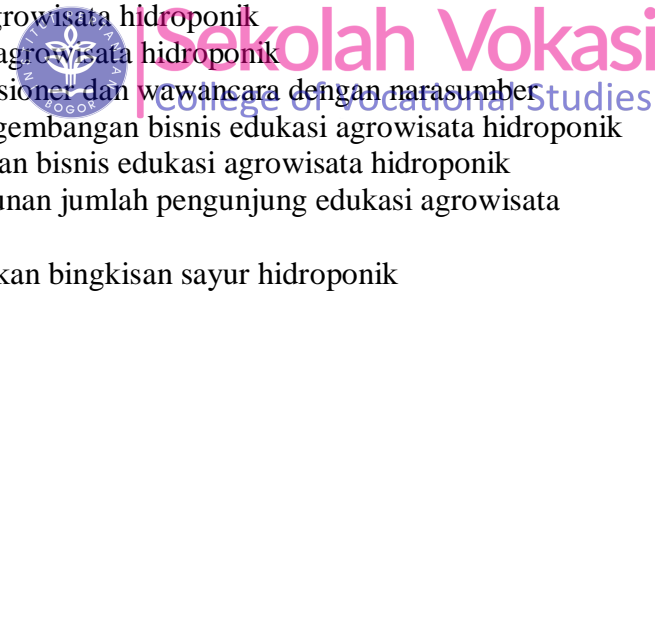 growisata hidroponik
agrowisata hidroponik
sioner dan wawancara dengan narasumber
gembangan bisnis edukasi agrowisata hidroponik
an bisnis edukasi agrowisata hidroponik
unan jumlah pengunjung edukasi agrowisata
kan bingkisan sayur hidroponik
Sekolah Vokasi
College of Vocational Studies
BOGOR